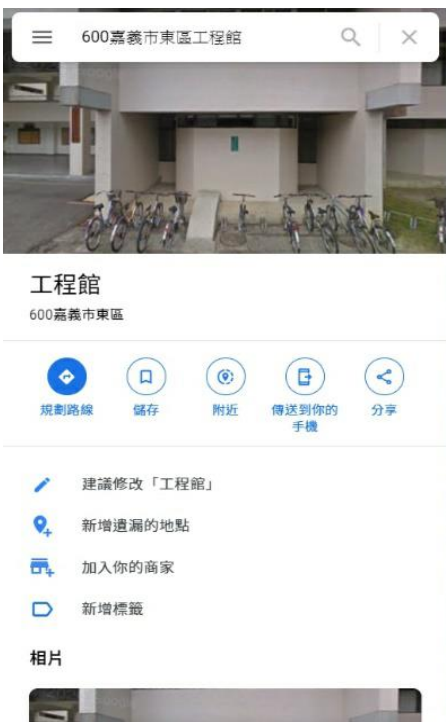 600嘉義市東區工程館
工程館
600嘉義市東區
規劃路線 儲存 附近 傳送到你的手機 分享
建議修改「工程館」
新增遺漏的地點
加入你的商家
新增標籤
相片